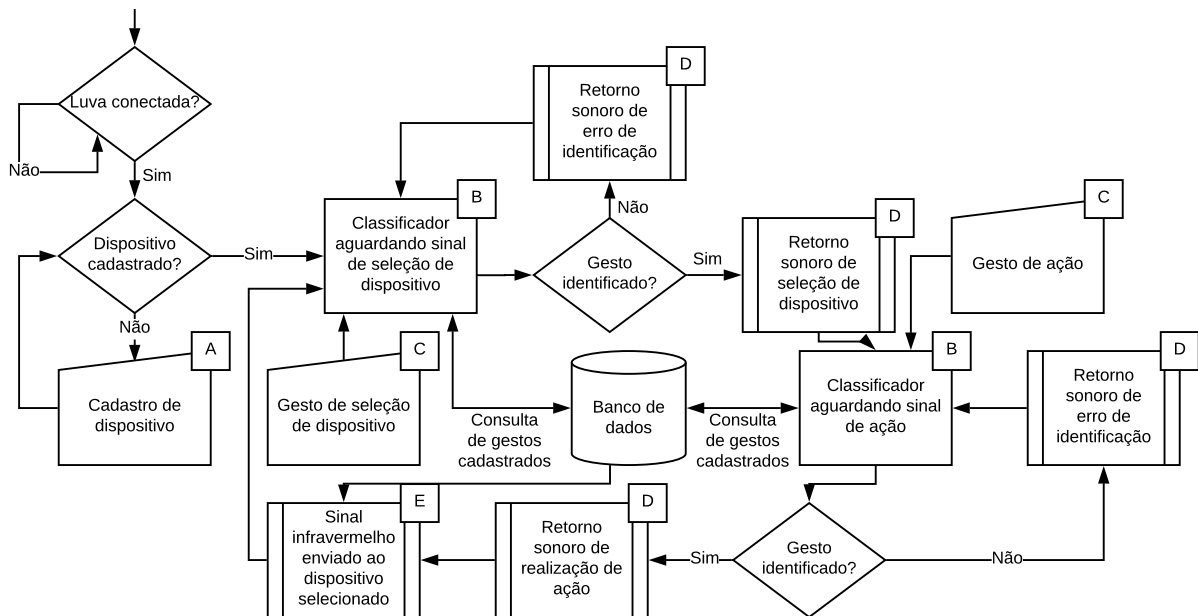 Luva conectada?
Não
Sim
Dispositivo
cadastrado?
Sim
Não
A
Cadastro de
dispositivo
B
Classificador
aguardando sinal
de seleção de
dispositivo
C
Gesto de seleção
de dispositivo
D
Retorno
sonoro de
erro de
identificação
Não
Gesto
identificado?
Sim
D
Retorno
sonoro de
seleção de
dispositivo
C
Gesto de ação
Consulta
de gestos
cadastrados
Banco de
dados
Consulta
de gestos
cadastrados
B
Classificador
aguardando sinal
de ação
D
Retorno
sonoro de
erro de
identificação
E
Sinal
infravermelho
enviado ao
dispositivo
selecionado
D
Retorno
sonoro de
realização de
ação
Sim
Gesto
identificado?
Não